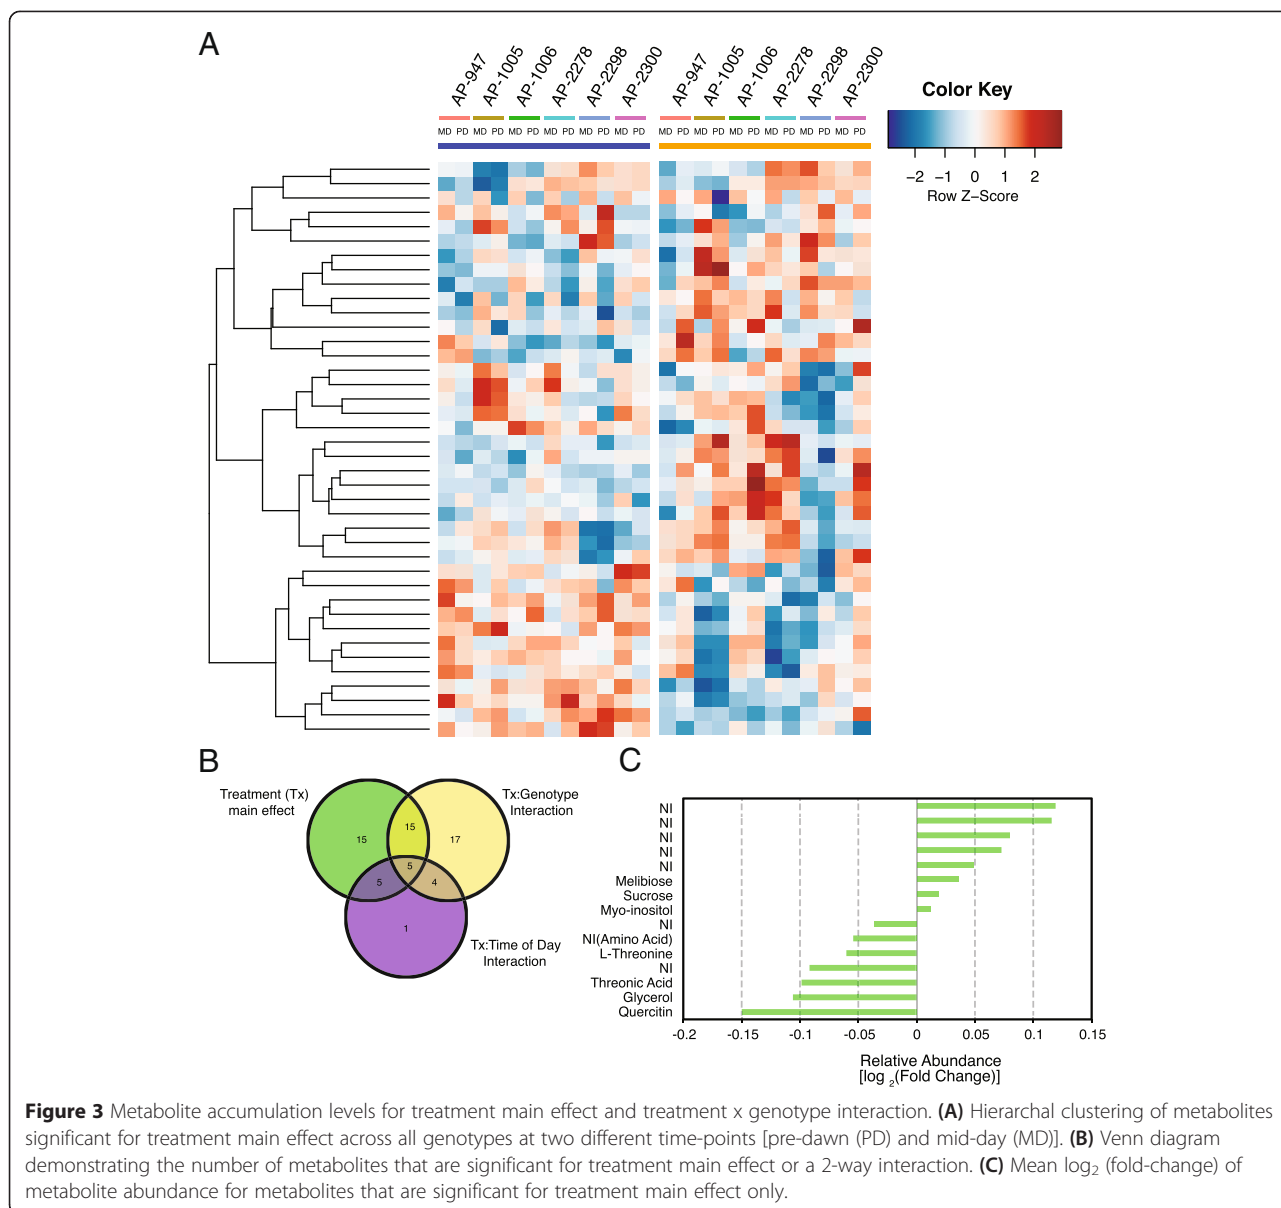 A
AP-947 AP-1005 AP-1006 AP-2278 AP-2298 AP-2300 AP-947 AP-1005 AP-1006 AP-2278 AP-2298 AP-2300
MD PD MD PD MD PD MD PD MD PD MD PD MD PD MD PD MD PD MD PD MD PD MD PD
Color Key
−2 −1 0 1 2
Row Z−Score
B
Treatment (Tx)
main effect
Tx:Genotype
Interaction
15
15
17
5
5
4
1
Tx:Time of Day
Interaction
C
NI
NI
NI
NI
NI
Melibiose
Sucrose
Myo-inositol
NI
NI(Amino Acid)
L-Threonine
NI
Threonic Acid
Glycerol
Quercitin
-0.2 -0.15 -0.1 -0.05 0 0.05 0.1 0.15
Relative Abundance
[log 2(Fold Change)]
Figure 3 Metabolite accumulation levels for treatment main effect and treatment x genotype interaction. (A) Hierarchal clustering of metabolites
significant for treatment main effect across all genotypes at two different time-points [pre-dawn (PD) and mid-day (MD)]. (B) Venn diagram
demonstrating the number of metabolites that are significant for treatment main effect or a 2-way interaction. (C) Mean log2 (fold-change) of
metabolite abundance for metabolites that are significant for treatment main effect only.